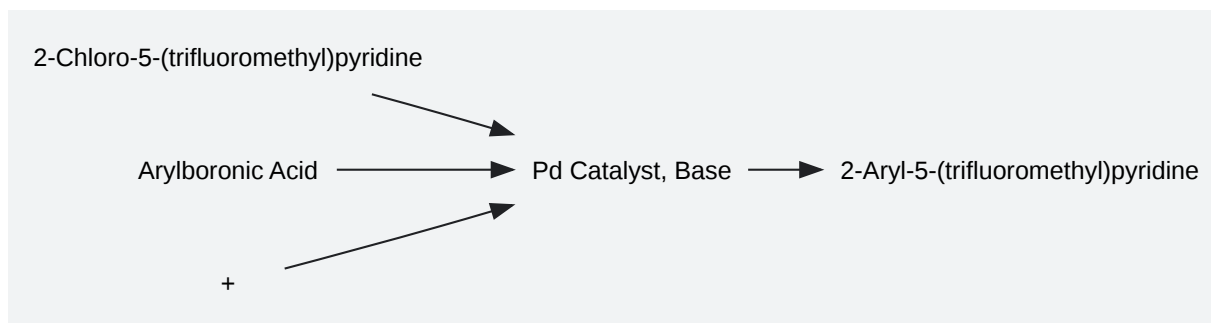 2-Chloro-5-(trifluoromethyl)pyridine
Arylboronic Acid
Pd Catalyst, Base
2-Aryl-5-(trifluoromethyl)pyridine
+